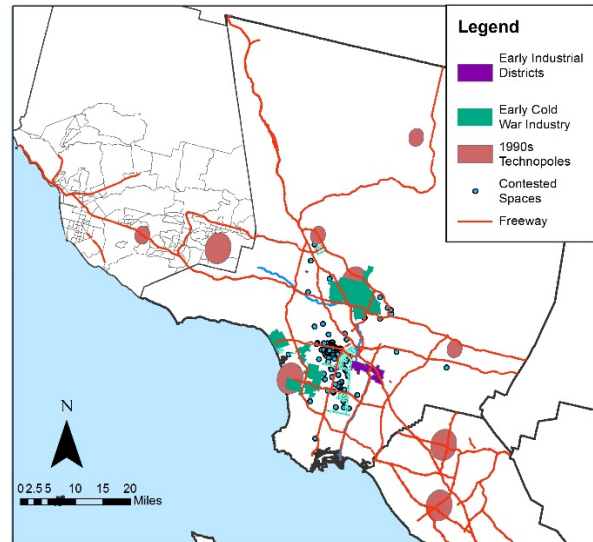 Legend
Early Industrial
Districts
Early Cold
War Industry
1990s
Technopoles
Contested
Spaces
Freeway
N
0 2.5 5 10 15 20
Miles